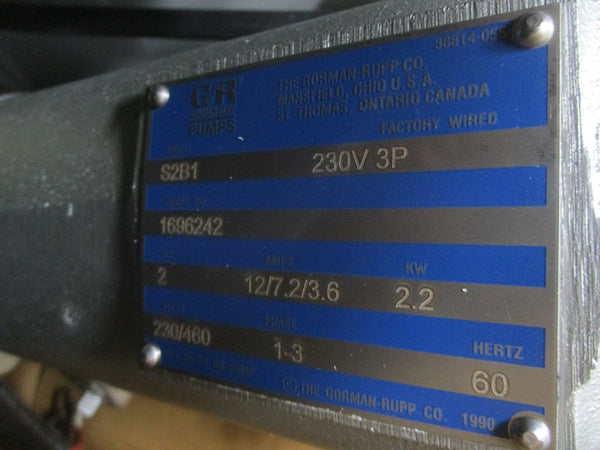 38814-05
THE GORMAN-RUPP CO.
MANSFIELD, OHIO U.S.A.
ST. THOMAS, ONTARIO CANADA
GR
PUMPS
FACTORY WIRED
S2B1 230V 3P
1696242
AMPS KW
2 12/7.2/3.6 2.2
VOLTS PHASE HERTZ
230/460 1-3 60
© THE GORMAN-RUPP CO. 1990